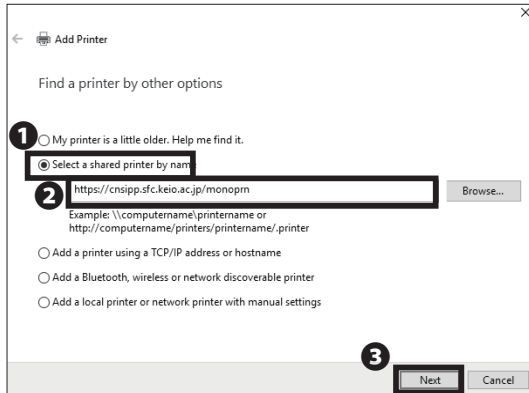 Add Printer
Find a printer by other options
1
My printer is a little older. Help me find it.
Select a shared printer by name
2
https://cnsipp.sfc.keio.ac.jp/monoprn
Browse...
Example: \\computername\printername or
http://computername/printers/printername/.printer
Add a printer using a TCP/IP address or hostname
Add a Bluetooth, wireless or network discoverable printer
Add a local printer or network printer with manual settings
3
Next
Cancel